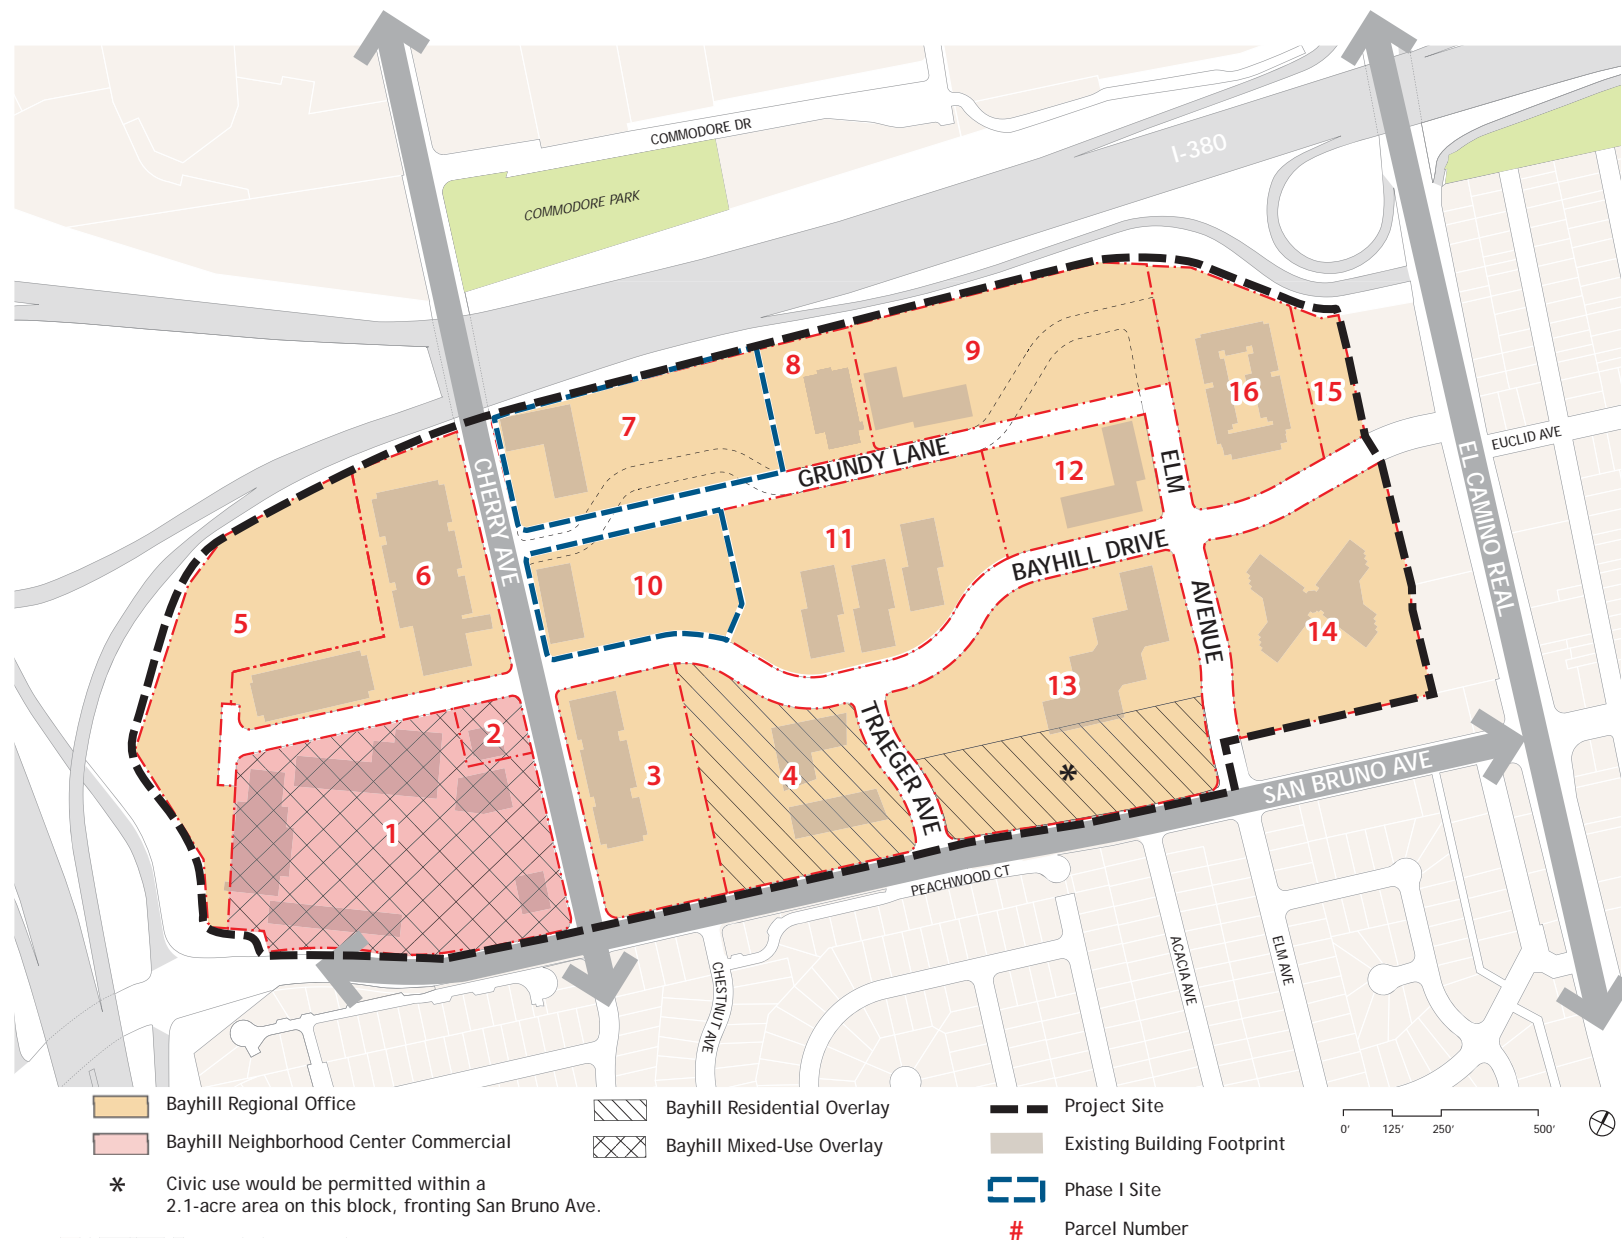 COMMODORE DR
I-380
COMMODORE PARK
8
9
7
16
15
EUCLID AVE
GRUNDY LANE
12
ELM
CHERRY AVE
EL CAMINO REAL
11
BAYHILL DRIVE
6
10
5
AVENUE
14
13
2
TRAEGER AVE
3
4
*
SAN BRUNO AVE
1
PEACHWOOD CT
CHESTNUT AVE
ACACIA AVE
ELM AVE
Bayhill Regional Office
Bayhill Neighborhood Center Commercial
* Civic use would be permitted within a
2.1-acre area on this block, fronting San Bruno Ave.
Bayhill Residential Overlay
Bayhill Mixed-Use Overlay
Project Site
Existing Building Footprint
Phase I Site
# Parcel Number
0' 125' 250' 500'